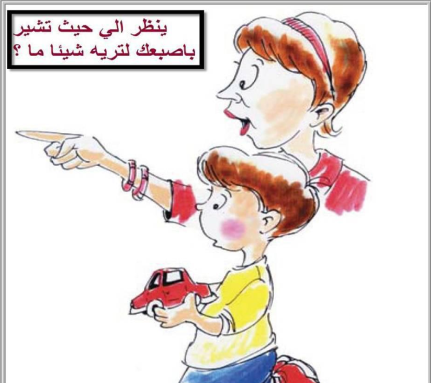 ينظر الي حيث تشير
باصبعك لتريه شيئا ما ؟